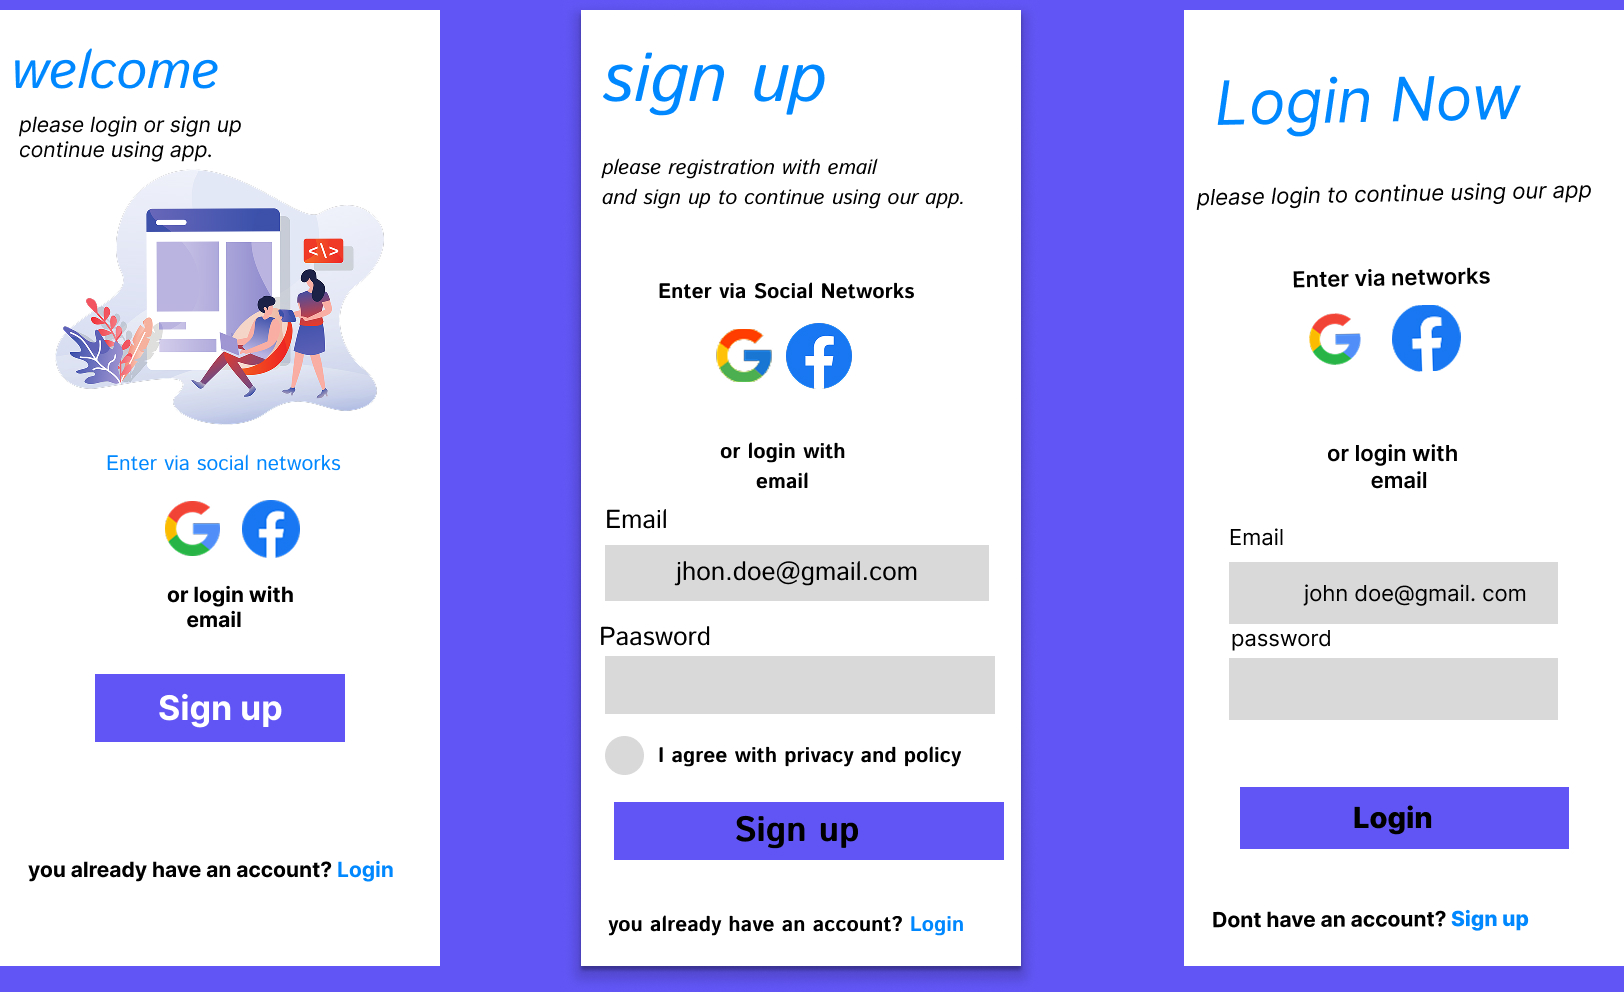 welcome
please login or sign up
continue using app.
</>
Enter via social networks
or login with
email
Sign up
you already have an account? Login
sign up
please registration with email
and sign up to continue using our app.
Enter via Social Networks
or login with
email
Email
jhon.doe@gmail.com
Paasword
I agree with privacy and policy
Sign up
you already have an account? Login
Login Now
please login to continue using our app
Enter via networks
or login with
email
Email
john doe@gmail. com
password
Login
Dont have an account? Sign up